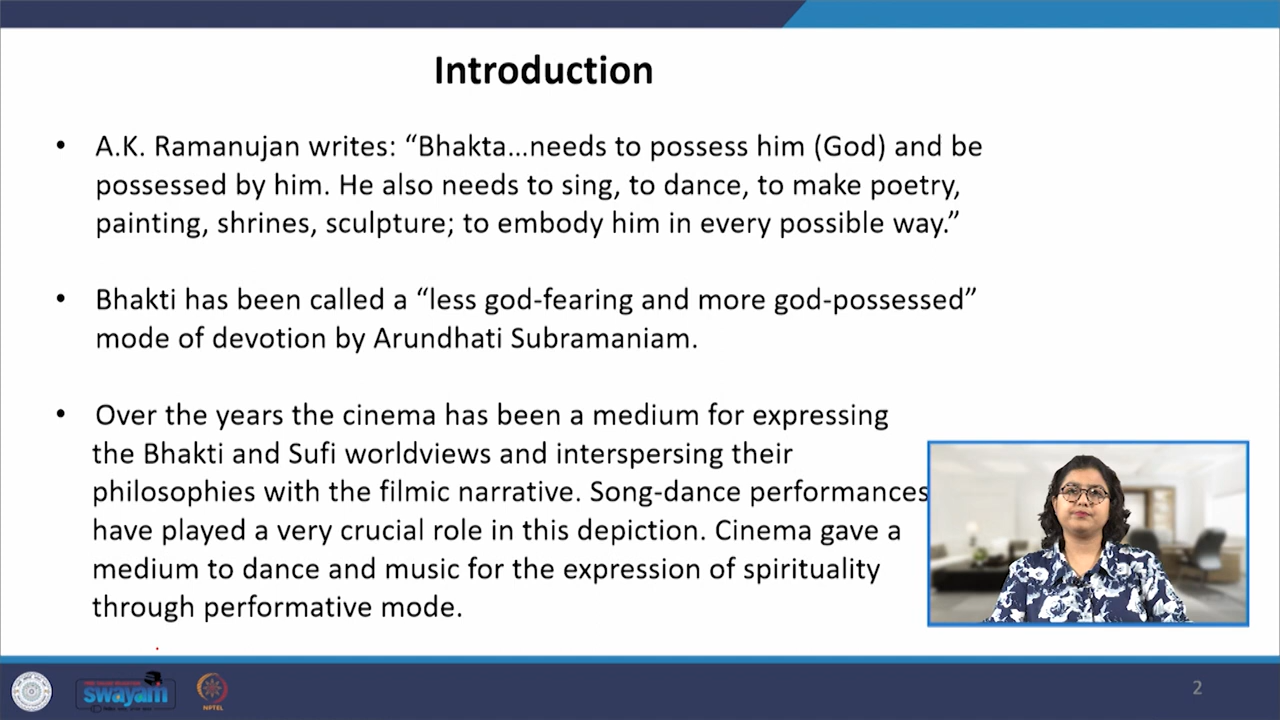 Introduction
• A.K. Ramanujan writes: “Bhakta...needs to possess him (God) and be
possessed by him. He also needs to sing, to dance, to make poetry,
painting, shrines, sculpture; to embody him in every possible way.”
• Bhakti has been called a “less god-fearing and more god-possessed”
mode of devotion by Arundhati Subramaniam.
• Over the years the cinema has been a medium for expressing
the Bhakti and Sufi worldviews and interspersing their
philosophies with the filmic narrative. Song-dance performances
have played a very crucial role in this depiction. Cinema gave a
medium to dance and music for the expression of spirituality
through performative mode.
swayam
NPTEL
2